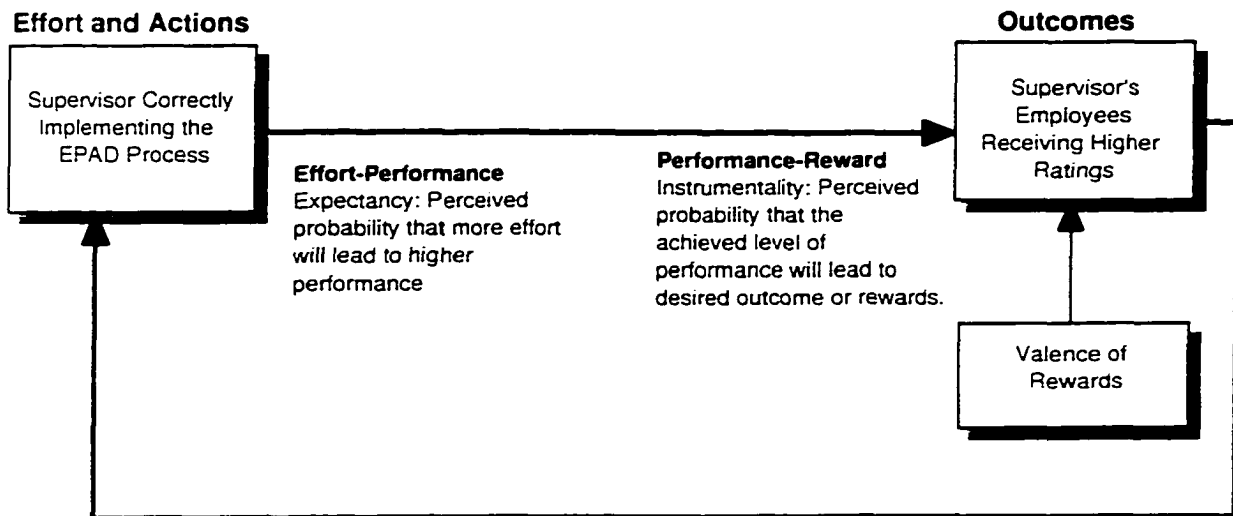 Effort and Actions
Supervisor Correctly
Implementing the
EPAD Process
Effort-Performance
Expectancy: Perceived
probability that more effort
will lead to higher
performance
Performance-Reward
Instrumentality: Perceived
probability that the
achieved level of
performance will lead to
desired outcome or rewards.
Outcomes
Supervisor's
Employees
Receiving Higher
Ratings
Valence of
Rewards